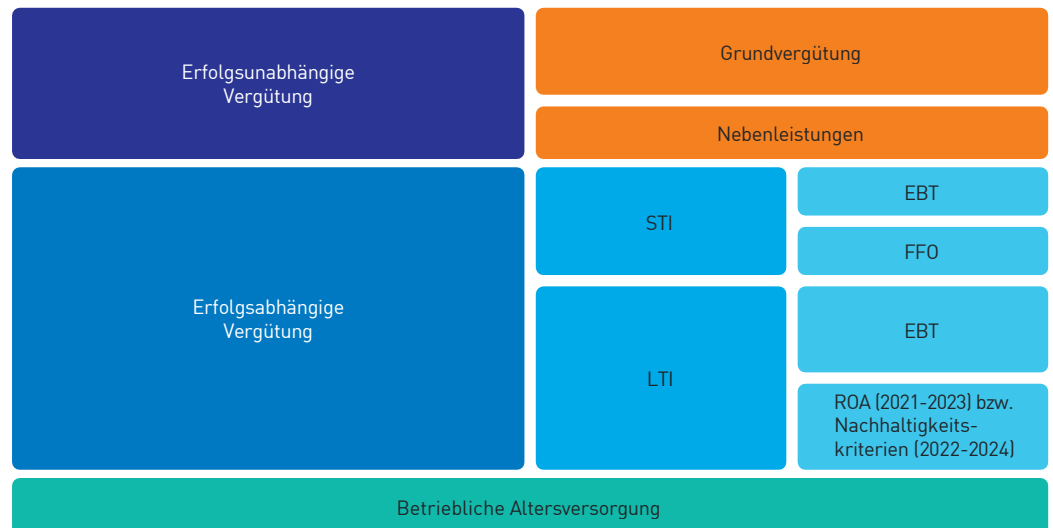 Erfolgsunabhängige
Vergütung
Grundvergütung
Nebenleistungen
Erfolgsabhängige
Vergütung
STI
EBT
FFO
LTI
EBT
ROA (2021-2023) bzw.
Nachhaltigkeits-
kriterien (2022-2024)
Betriebliche Altersversorgung